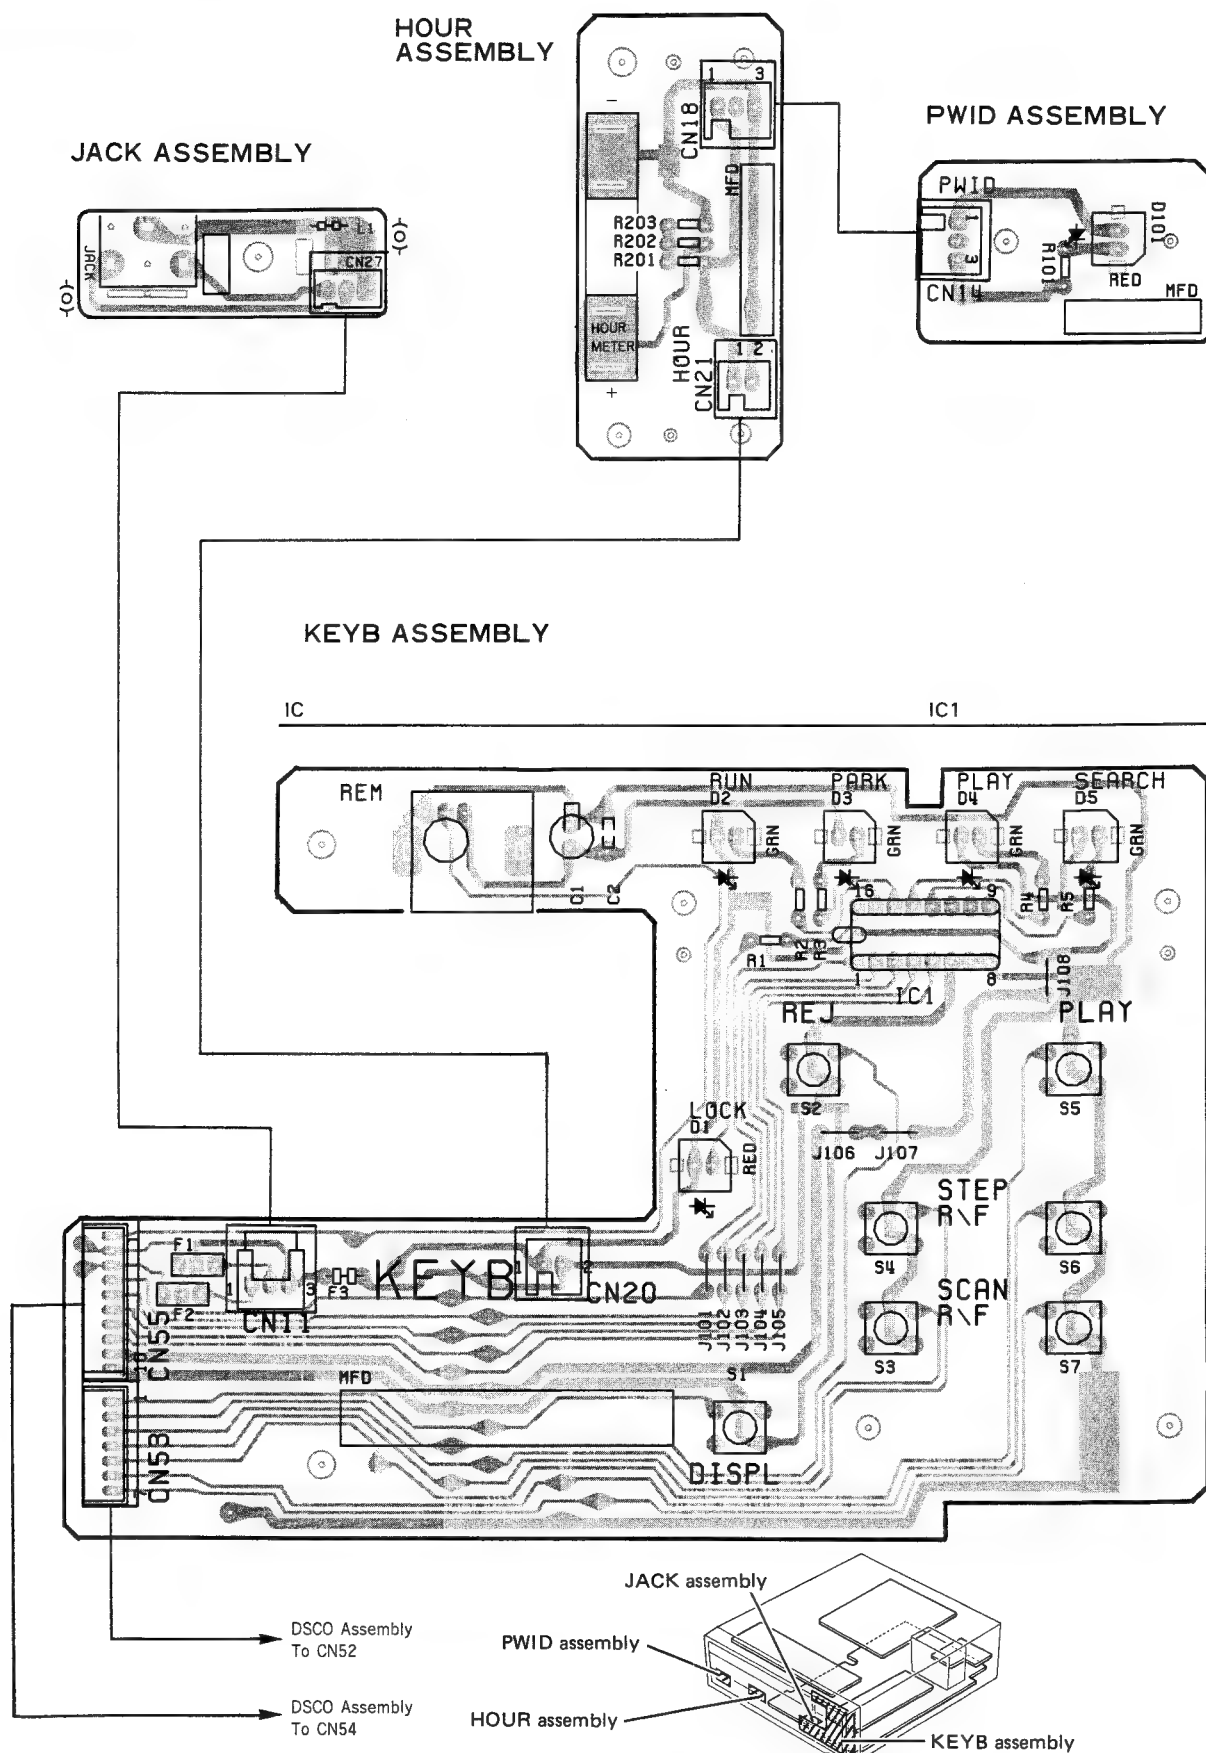 HOUR
ASSEMBLY
1 3
CN18
-
MFD
R203
R202
R201
HOUR
METER
HOUR
1 2
CN21
+
PWID ASSEMBLY
PWID
1
3
CN14
R101
D101
RED
MFD
JACK ASSEMBLY
JACK
L1
CN27
-(O)-
-(O)-
KEYB ASSEMBLY
IC IC1
REM
RUN
D2
GRN
PARK
D3
GRN
PLAY
D4
GRN
SEARCH
D5
GRN
C2
16 9
R4
R5
R1
R2
R3
1 8
IC1
J108
REJ
PLAY
S2
S5
LOCK
D1
RED
J106 J107
STEP
R\F
S4
S6
SCAN
R\F
S3
S7
F1
F2
1
3
CN11
F3
KEYB
1
2
CN20
J101
J102
J103
J104
J105
CN55
10
1
CN53
MFD
S1
DISPL
DSCO Assembly
To CN52
DSCO Assembly
To CN54
JACK assembly
PWID assembly
HOUR assembly
KEYB assembly